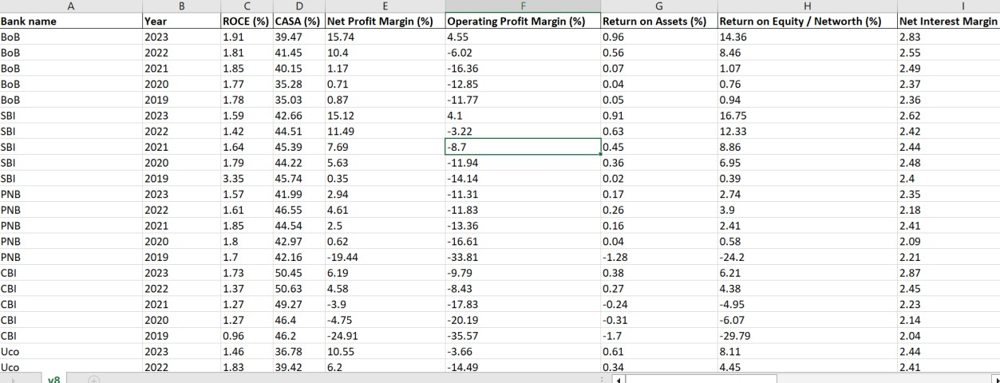 A B C D E F G H I
Bank name Year ROCE (%) CASA (%) Net Profit Margin (%) Operating Profit Margin (%) Return on Assets (%) Return on Equity / Networth (%) Net Interest Margin
BoB 2023 1.91 39.47 15.74 4.55 0.96 14.36 2.83
BoB 2022 1.81 41.45 10.4 -6.02 0.56 8.46 2.55
BoB 2021 1.85 40.15 1.17 -16.36 0.07 1.07 2.49
BoB 2020 1.77 35.28 0.71 -12.85 0.04 0.76 2.37
BoB 2019 1.78 35.03 0.87 -11.77 0.05 0.94 2.36
SBI 2023 1.59 42.66 15.12 4.1 0.91 16.75 2.62
SBI 2022 1.42 44.51 11.49 -3.22 0.63 12.33 2.42
SBI 2021 1.64 45.39 7.69 -8.7 0.45 8.86 2.44
SBI 2020 1.79 44.22 5.63 -11.94 0.36 6.95 2.48
SBI 2019 3.35 45.74 0.35 -14.14 0.02 0.39 2.4
PNB 2023 1.57 41.99 2.94 -11.31 0.17 2.74 2.35
PNB 2022 1.61 46.55 4.61 -11.83 0.26 3.9 2.18
PNB 2021 1.85 44.54 2.5 -13.36 0.16 2.41 2.41
PNB 2020 1.8 42.97 0.62 -16.61 0.04 0.58 2.09
PNB 2019 1.7 42.16 -19.44 -33.81 -1.28 -24.2 2.21
CBI 2023 1.73 50.45 6.19 -9.79 0.38 6.21 2.87
CBI 2022 1.37 50.63 4.58 -8.43 0.27 4.38 2.45
CBI 2021 1.27 49.27 -3.9 -17.83 -0.24 -4.95 2.23
CBI 2020 1.27 46.4 -4.75 -20.19 -0.31 -6.07 2.14
CBI 2019 0.96 46.2 -24.91 -35.57 -1.7 -29.79 2.04
Uco 2023 1.46 36.78 10.55 -3.66 0.61 8.11 2.44
Uco 2022 1.83 39.42 6.2 -14.49 0.34 4.45 2.41
v8